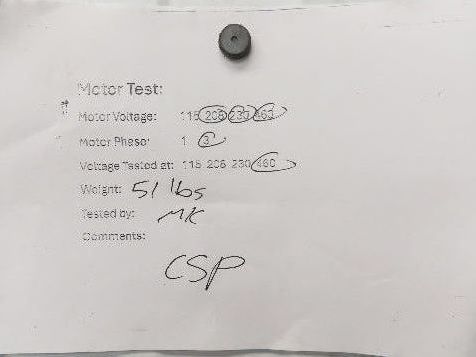 Motor Test:
Motor Voltage: 115 208 230 460
Motor Phase: 1 3
Voltage Tested at: 115 208 230 460
Weight: 51 lbs
Tested by: MK
Comments:
CSP